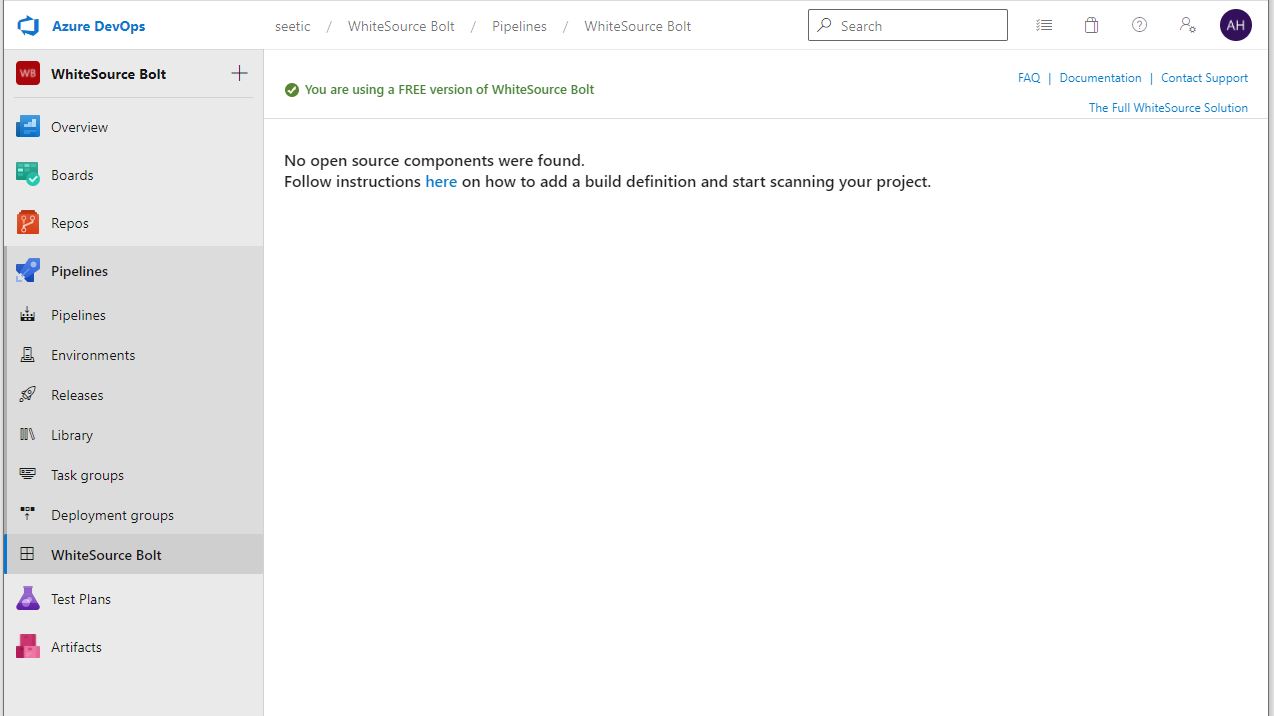 Azure DevOps
seetic / WhiteSource Bolt / Pipelines / WhiteSource Bolt
Search
AH
WB WhiteSource Bolt
Overview
Boards
Repos
Pipelines
Pipelines
Environments
Releases
Library
Task groups
Deployment groups
WhiteSource Bolt
Test Plans
Artifacts
You are using a FREE version of WhiteSource Bolt
FAQ | Documentation | Contact Support
The Full WhiteSource Solution
No open source components were found.
Follow instructions here on how to add a build definition and start scanning your project.